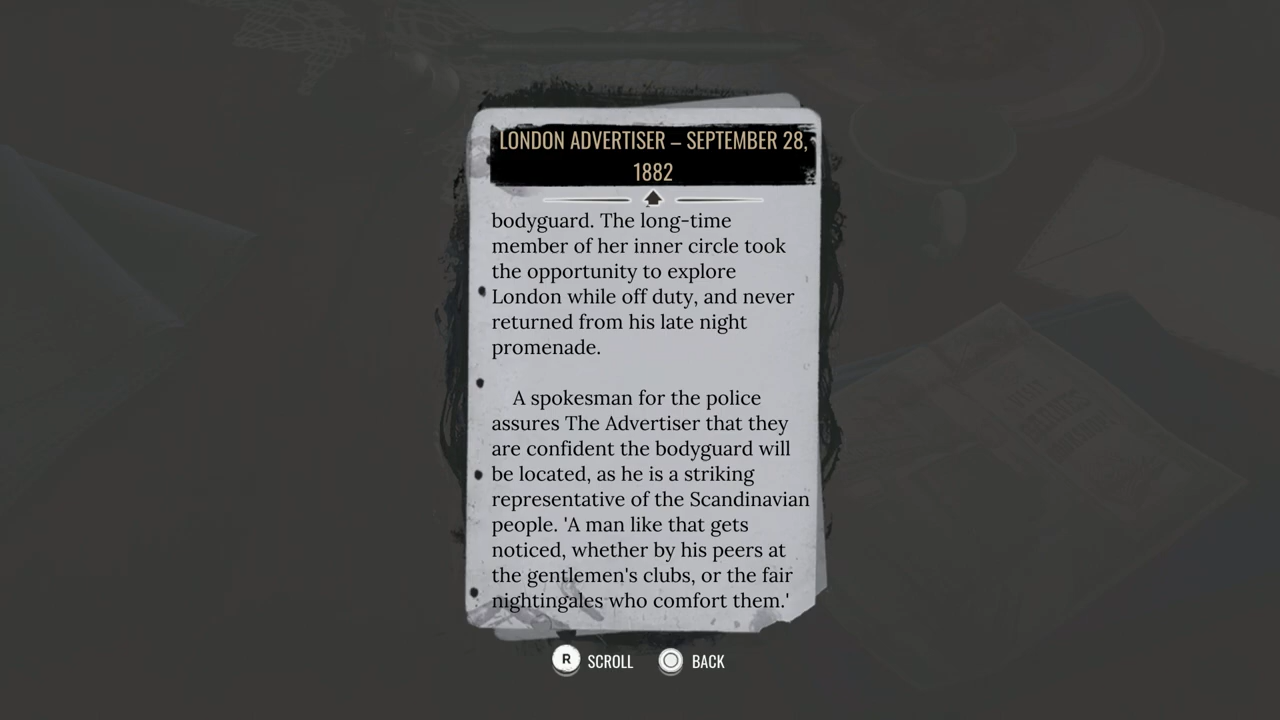 LONDON ADVERTISER – SEPTEMBER 28,
1882
bodyguard. The long-time
member of her inner circle took
the opportunity to explore
London while off duty, and never
returned from his late night
promenade.
A spokesman for the police
assures The Advertiser that they
are confident the bodyguard will
be located, as he is a striking
representative of the Scandinavian
people. 'A man like that gets
noticed, whether by his peers at
the gentlemen's clubs, or the fair
nightingales who comfort them.'
R SCROLL BACK